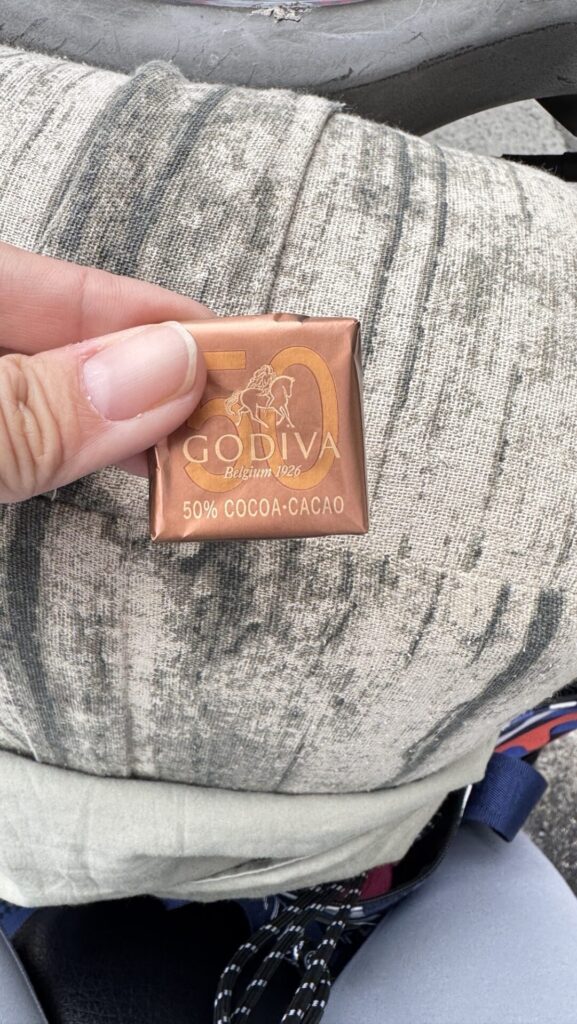 50
GODIVA
Belgium 1926
50% COCOA·CACAO